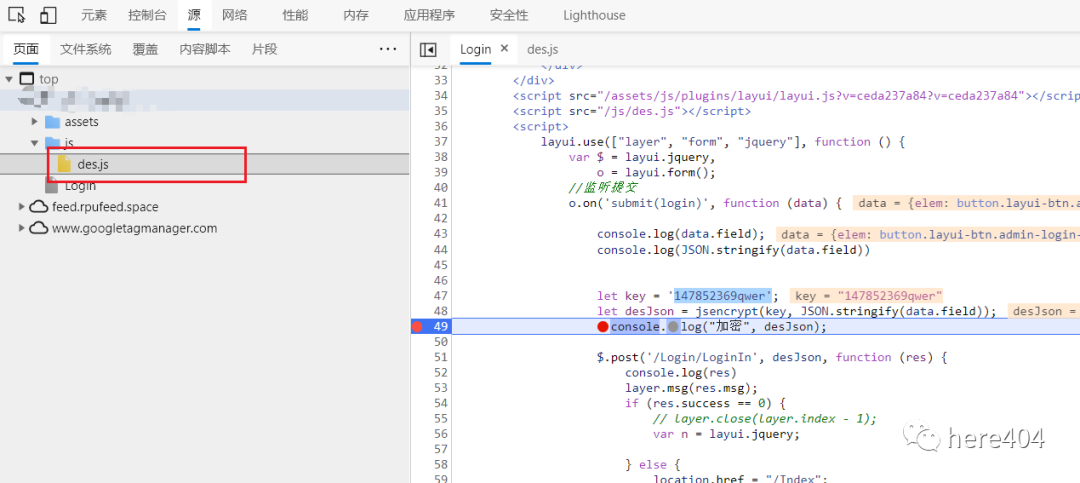 元素 控制台 源 网络 性能 内存 应用程序 安全性 Lighthouse
页面 文件系统 覆盖 内容脚本 片段 ···
top
assets
js
des.js
Login
feed.rpufeed.space
www.googletagmanager.com
Login × des.js
32 </div>
33 </div>
34 <script src="/assets/js/plugins/layui/layui.js?v=ceda237a84?v=ceda237a84"></scrip
35 <script src="/js/des.js"></script>
36 <script>
37 layui.use(["layer", "form", "jquery"], function () {
38 var $ = layui.jquery,
39 o = layui.form();
40 //监听提交
41 o.on('submit(login)', function (data) { data = {elem: button.layui-btn.a
42
43 console.log(data.field); data = {elem: button.layui-btn.admin-login-
44 console.log(JSON.stringify(data.field))
45
46
47 let key = '147852369qwer'; key = "147852369qwer"
48 let desJson = jsencrypt(key, JSON.stringify(data.field)); desJson =
49 console.log("加密", desJson);
50
51 $.post('/Login/LoginIn', desJson, function (res) {
52 console.log(res)
53 layer.msg(res.msg);
54 if (res.success == 0) {
55 // layer.close(layer.index - 1);
56 var n = layui.jquery;
57
58 } else {
59 location.href = "/Index";
here404